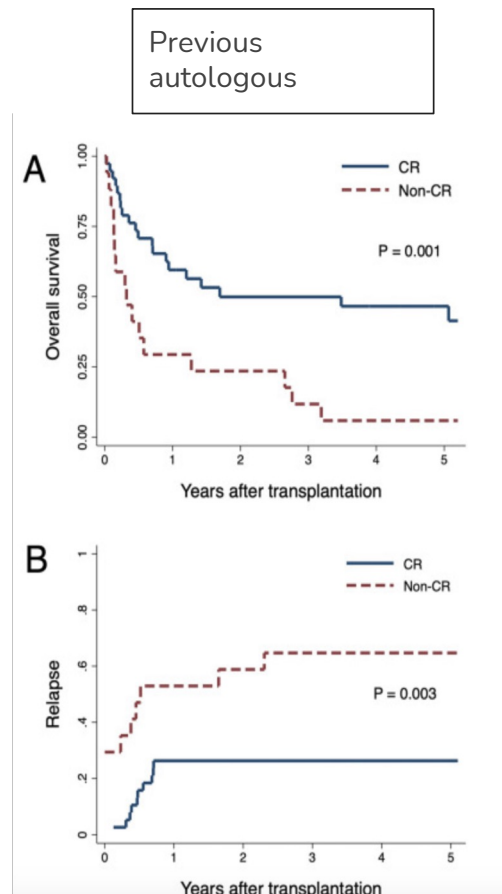 Previous
autologous
A
CR
Non-CR
P = 0.001
Overall survival
1.00
0.75
0.50
0.25
0.00
0 1 2 3 4 5
Years after transplantation
B
CR
Non-CR
P = 0.003
Relapse
1
.8
.6
.4
.2
0
0 1 2 3 4 5
Years after transplantation